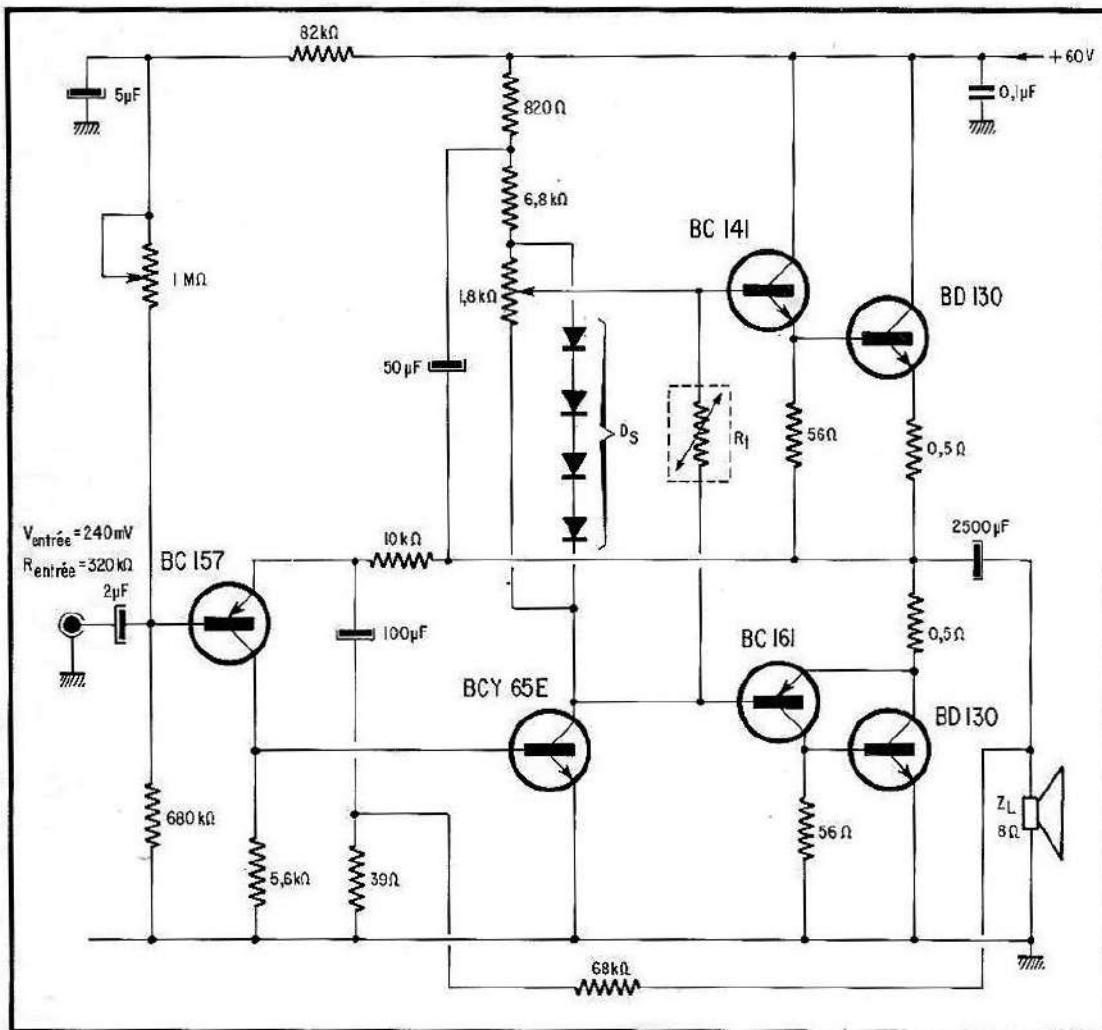 82kΩ
+60V
5µF
820Ω
0,1µF
6,8kΩ
BC 141
1 MΩ
1,8kΩ
BD 130
50µF
DS
Rt
56Ω
0,5Ω
Ventrée = 240mV
Rentrée = 320kΩ
2µF
BC 157
10kΩ
2500µF
100µF
BC 161
0,5Ω
BCY 65E
BD 130
680kΩ
5,6kΩ
39Ω
56Ω
ZL
8Ω
68kΩ